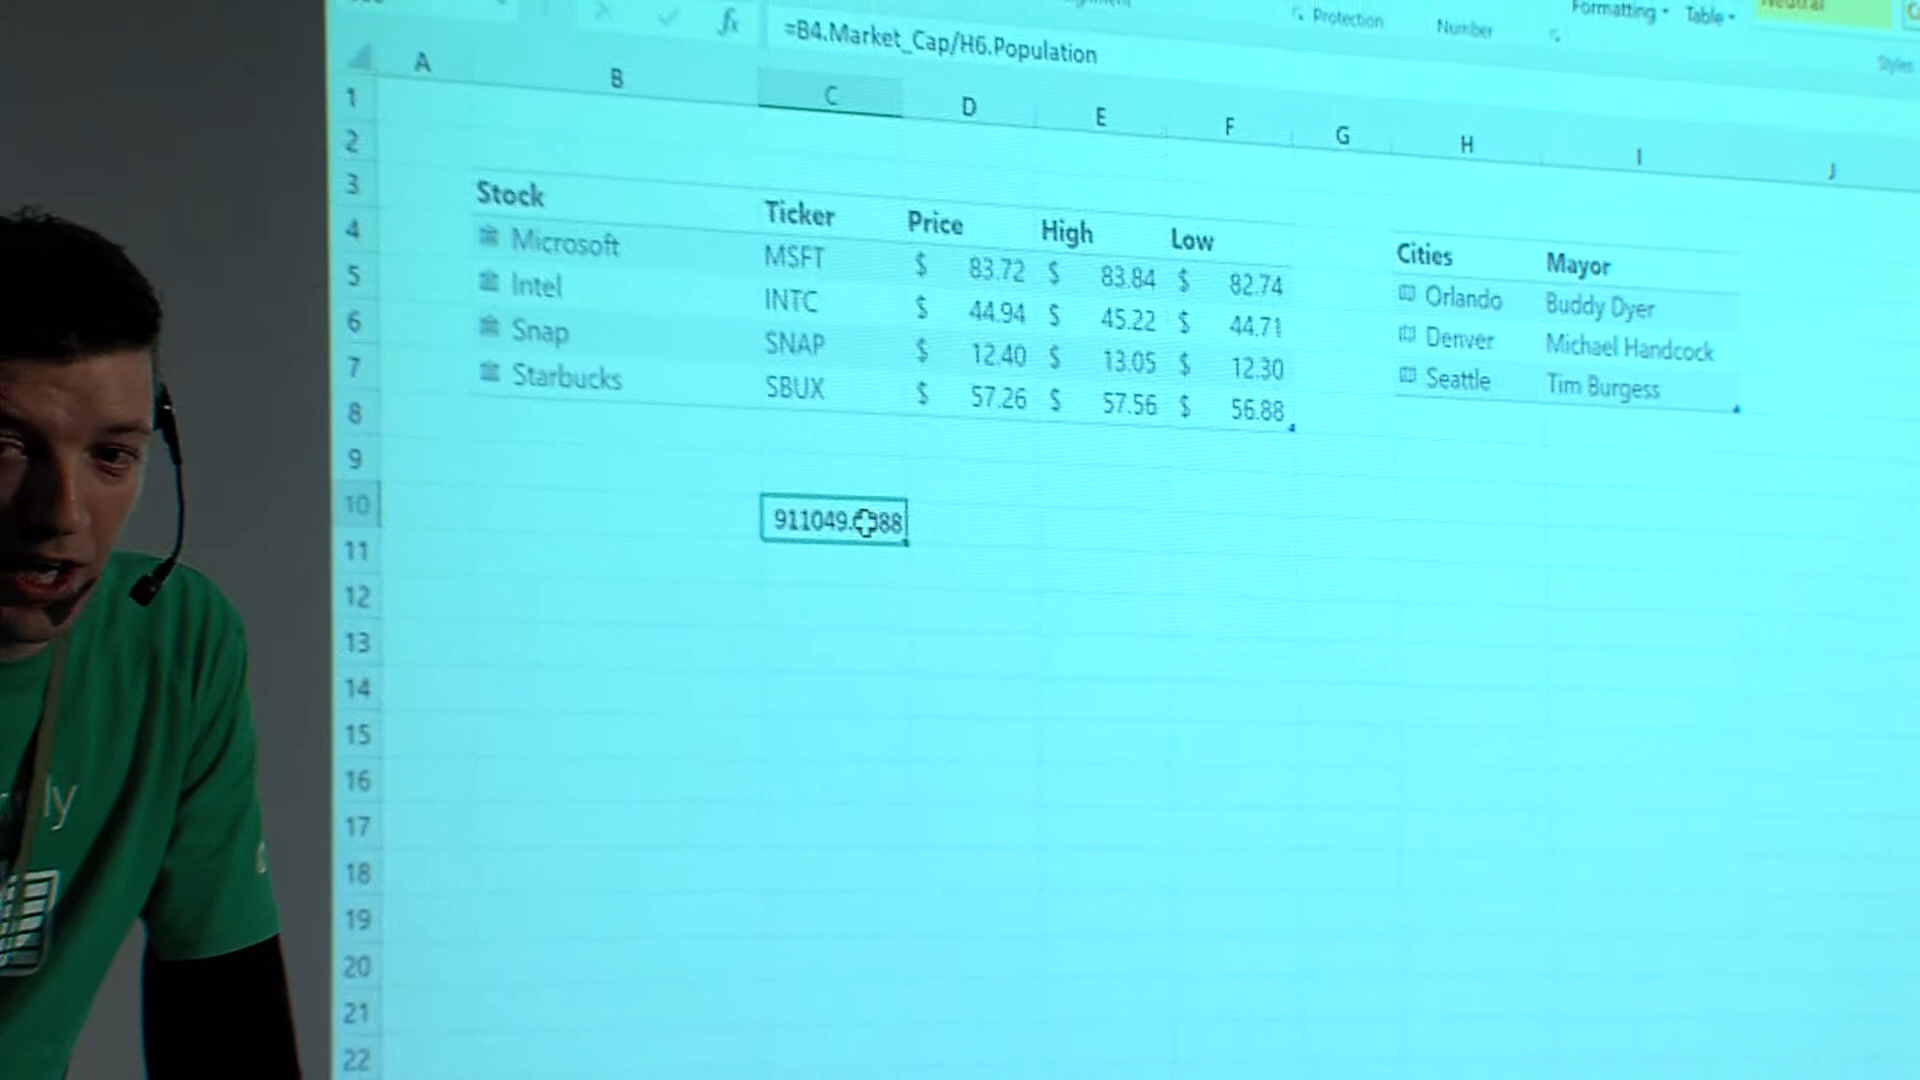 Formatting Table Neutral
Protection Number Styles
fx =B4.Market_Cap/H6.Population
A B C D E F G H I J
1
2
3 Stock Ticker Price High Low Cities Mayor
4 Microsoft MSFT $ 83.72 $ 83.84 $ 82.74 Orlando Buddy Dyer
5 Intel INTC $ 44.94 $ 45.22 $ 44.71 Denver Michael Handcock
6 Snap SNAP $ 12.40 $ 13.05 $ 12.30 Seattle Tim Burgess
7 Starbucks SBUX $ 57.26 $ 57.56 $ 56.88
8
9
10
11
12
13
14
15
16
17
18
19
20
21
22